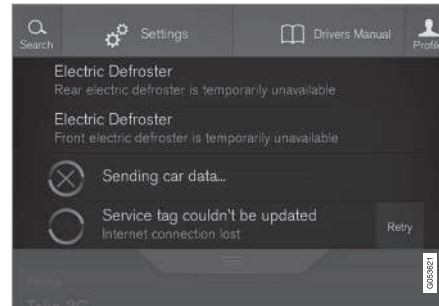 Search
Settings
Drivers Manual
Profile
Electric Defroster
Rear electric defroster is temporarily unavailable
Electric Defroster
Front electric defroster is temporarily unavailable
Sending car data...
Service tag couldn't be updated
Internet connection lost
Retry
G053621